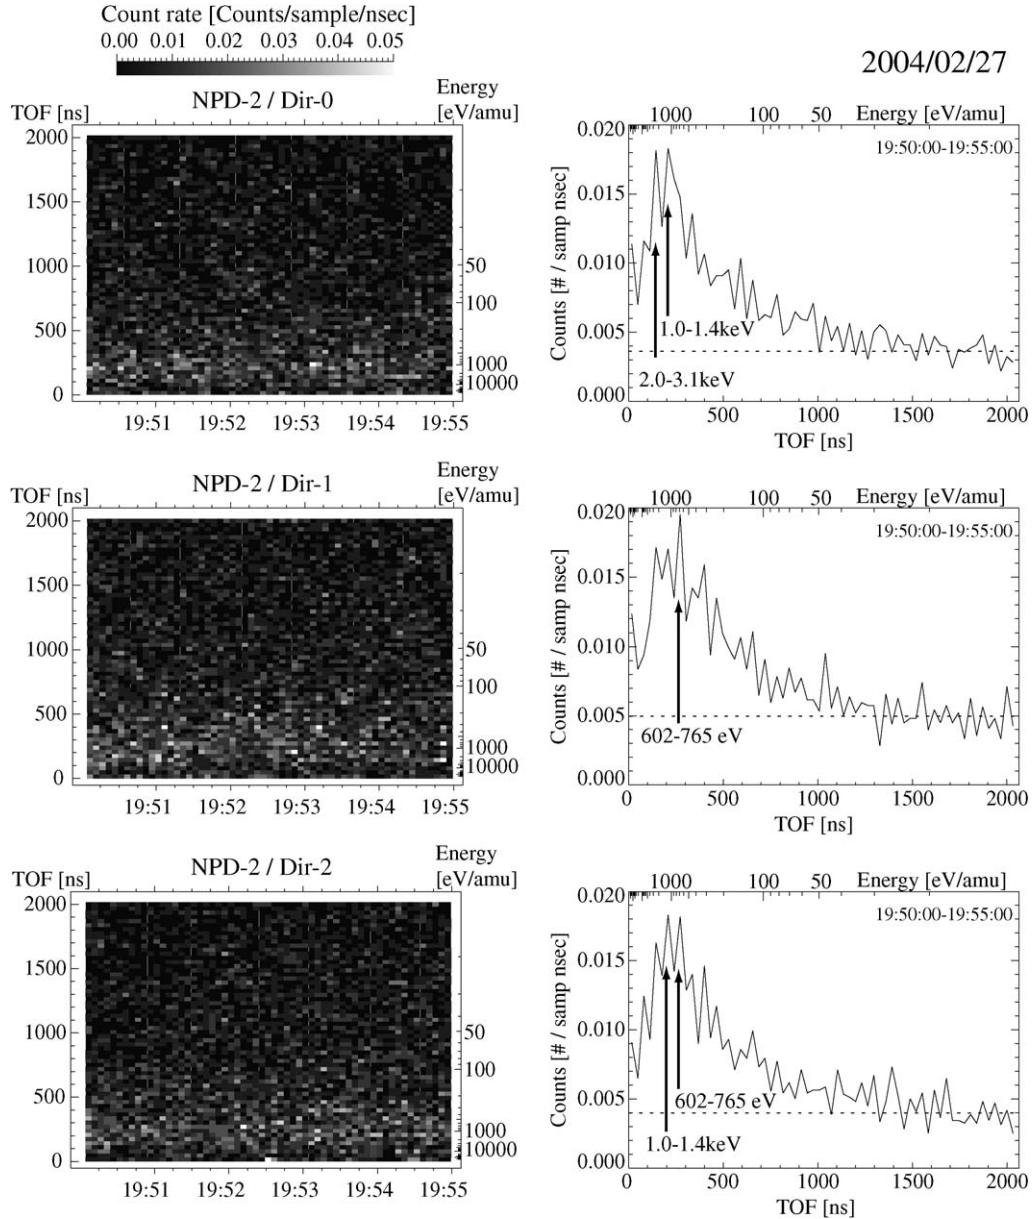 Count rate [Counts/sample/nsec]
0.00 0.01 0.02 0.03 0.04 0.05
2004/02/27
NPD-2 / Dir-0
TOF [ns]
Energy
[eV/amu]
2000
1500
1000
500
0
50
100
1000
10000
19:51 19:52 19:53 19:54 19:55
1000 100 50 Energy [eV/amu]
19:50:00-19:55:00
Counts [# / samp nsec]
0.020
0.015
0.010
0.005
0.000
1.0-1.4keV
2.0-3.1keV
0 500 1000 1500 2000
TOF [ns]
NPD-2 / Dir-1
TOF [ns]
Energy
[eV/amu]
2000
1500
1000
500
0
50
100
1000
10000
19:51 19:52 19:53 19:54 19:55
1000 100 50 Energy [eV/amu]
19:50:00-19:55:00
Counts [# / samp nsec]
0.020
0.015
0.010
0.005
0.000
602-765 eV
0 500 1000 1500 2000
TOF [ns]
NPD-2 / Dir-2
TOF [ns]
Energy
[eV/amu]
2000
1500
1000
500
0
50
100
1000
10000
19:51 19:52 19:53 19:54 19:55
1000 100 50 Energy [eV/amu]
19:50:00-19:55:00
Counts [# / samp nsec]
0.020
0.015
0.010
0.005
0.000
602-765 eV
1.0-1.4keV
0 500 1000 1500 2000
TOF [ns]